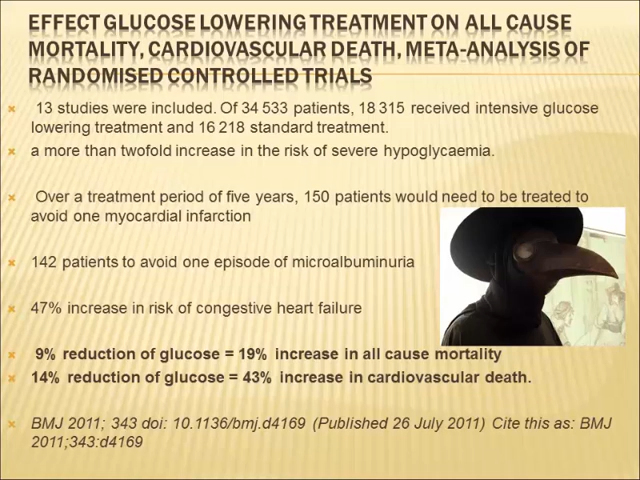 EFFECT GLUCOSE LOWERING TREATMENT ON ALL CAUSE
MORTALITY, CARDIOVASCULAR DEATH, META-ANALYSIS OF
RANDOMISED CONTROLLED TRIALS
13 studies were included. Of 34 533 patients, 18 315 received intensive glucose
lowering treatment and 16 218 standard treatment.
a more than twofold increase in the risk of severe hypoglycaemia.
Over a treatment period of five years, 150 patients would need to be treated to
avoid one myocardial infarction
142 patients to avoid one episode of microalbuminuria
47% increase in risk of congestive heart failure
9% reduction of glucose = 19% increase in all cause mortality
14% reduction of glucose = 43% increase in cardiovascular death.
BMJ 2011; 343 doi: 10.1136/bmj.d4169 (Published 26 July 2011) Cite this as: BMJ
2011;343:d4169